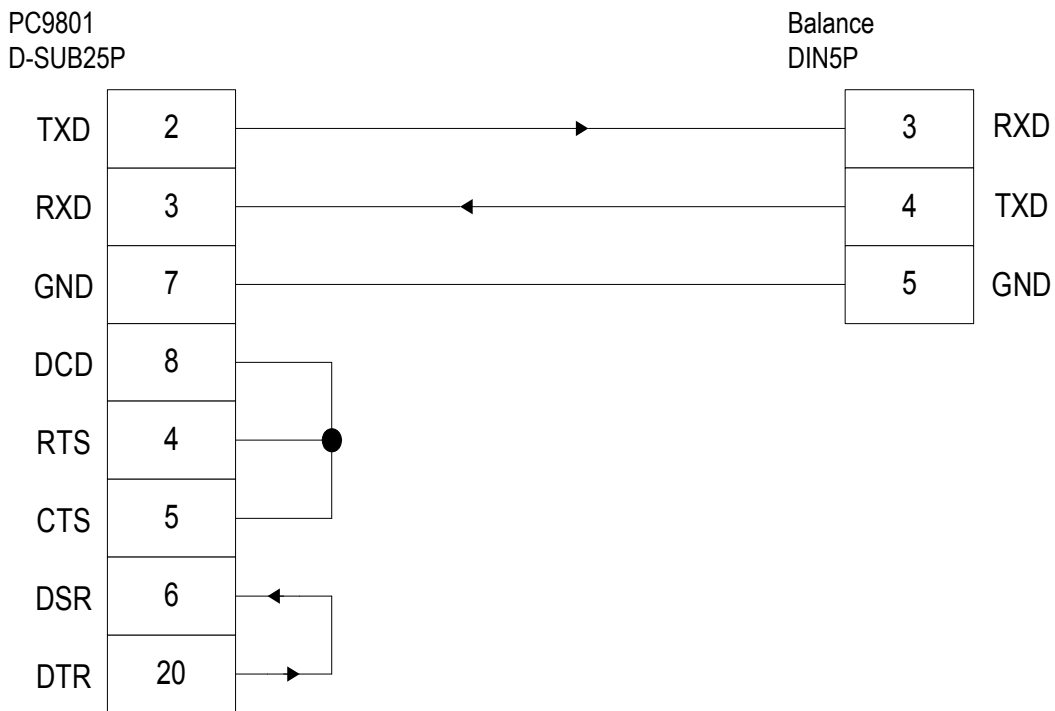 PC9801
D-SUB25P
Balance
DIN5P
TXD 2 3 RXD
RXD 3 4 TXD
GND 7 5 GND
DCD 8
RTS 4
CTS 5
DSR 6
DTR 20